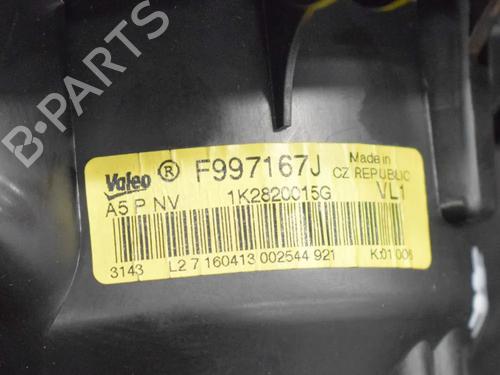 B-PARTS
Valeo ® F997167J Made in
CZ REPUBLIC
A5 P NV 1K2820015G VL1
3143 L2 7 160413 002544 921 K:01 006